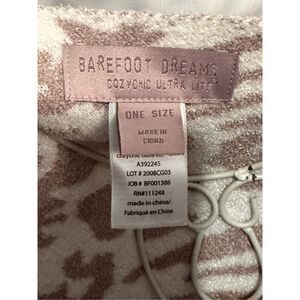 BAREFOOT DREAMS
COZYCHIC ULTRA LITE
ONE SIZE
MADE IN
CHINA
A392245
LOT # 2008CG03
JOB # BF001388
RN#111248
made in china/
Fabriqué en Chine